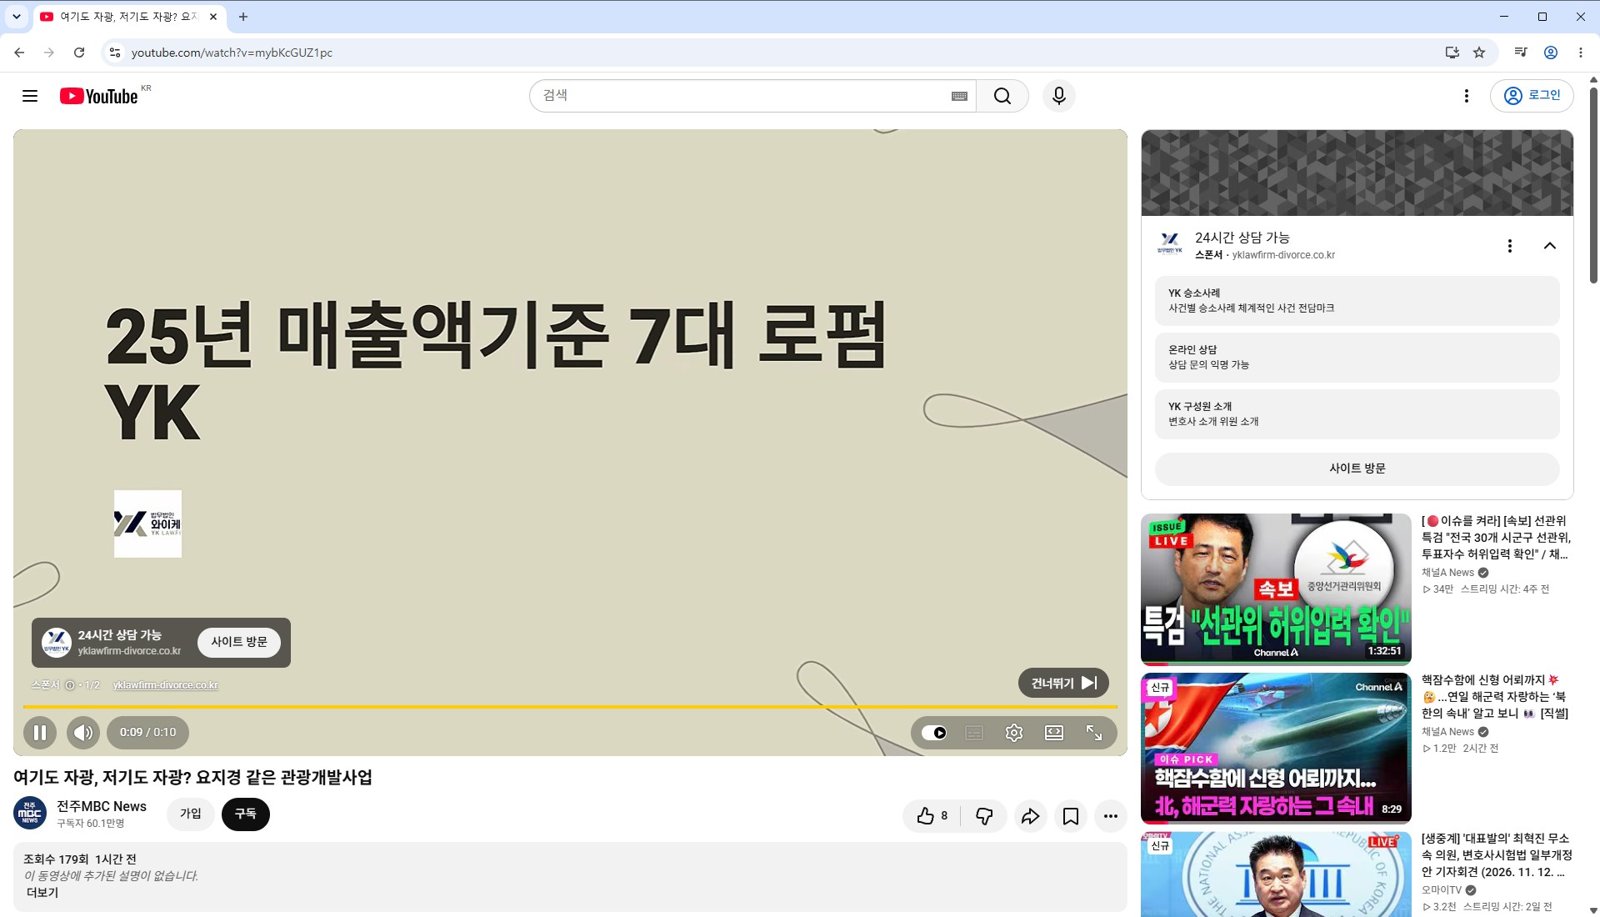 여기도 자광, 저기도 자광? 요지
youtube.com/watch?v=mybKcGUZ1pc
YouTube KR
검색
로그인
25년 매출액기준 7대 로펌
YK
법무법인
와이케
YK LAWF
24시간 상담 가능
yklawfirm-divorce.co.kr
사이트 방문
스폰서 · 1/2 yklawfirm-divorce.co.kr
건너뛰기
0:09 / 0:10
여기도 자광, 저기도 자광? 요지경 같은 관광개발사업
전주
MBC
NEWS
전주MBC News
구독자 60.1만명
가입
구독
8
조회수 179회 1시간 전
이 동영상에 추가된 설명이 없습니다.
더보기
법무법인 YK
24시간 상담 가능
스폰서 · yklawfirm-divorce.co.kr
YK 승소사례
사건별 승소사례 체계적인 사건 전담마크
온라인 상담
상담 문의 익명 가능
YK 구성원 소개
변호사 소개 위원 소개
사이트 방문
ISSUE
LIVE
속보
중앙선거관리위원회
특검 "선관위 허위입력 확인"
Channel A
1:32:51
[🔴이슈를 켜라] [속보] 선관위
특검 "전국 30개 시군구 선관위,
투표자수 허위입력 확인" / 채...
채널A News
34만 스트리밍 시간: 4주 전
신규
Channel A
이슈 PICK
핵잠수함에 신형 어뢰까지...
北, 해군력 자랑하는 그 속내
8:29
핵잠수함에 신형 어뢰까지
...연일 해군력 자랑하는 ‘북
한의 속내’ 알고 보니 [직썰]
채널A News
1.2만 2시간 전
신규
LIVE
[생중계] '대표발의' 최혁진 무소
속 의원, 변호사시험법 일부개정
안 기자회견 (2026. 11. 12. ...
오마이TV
3.2천 스트리밍 시간: 2일 전